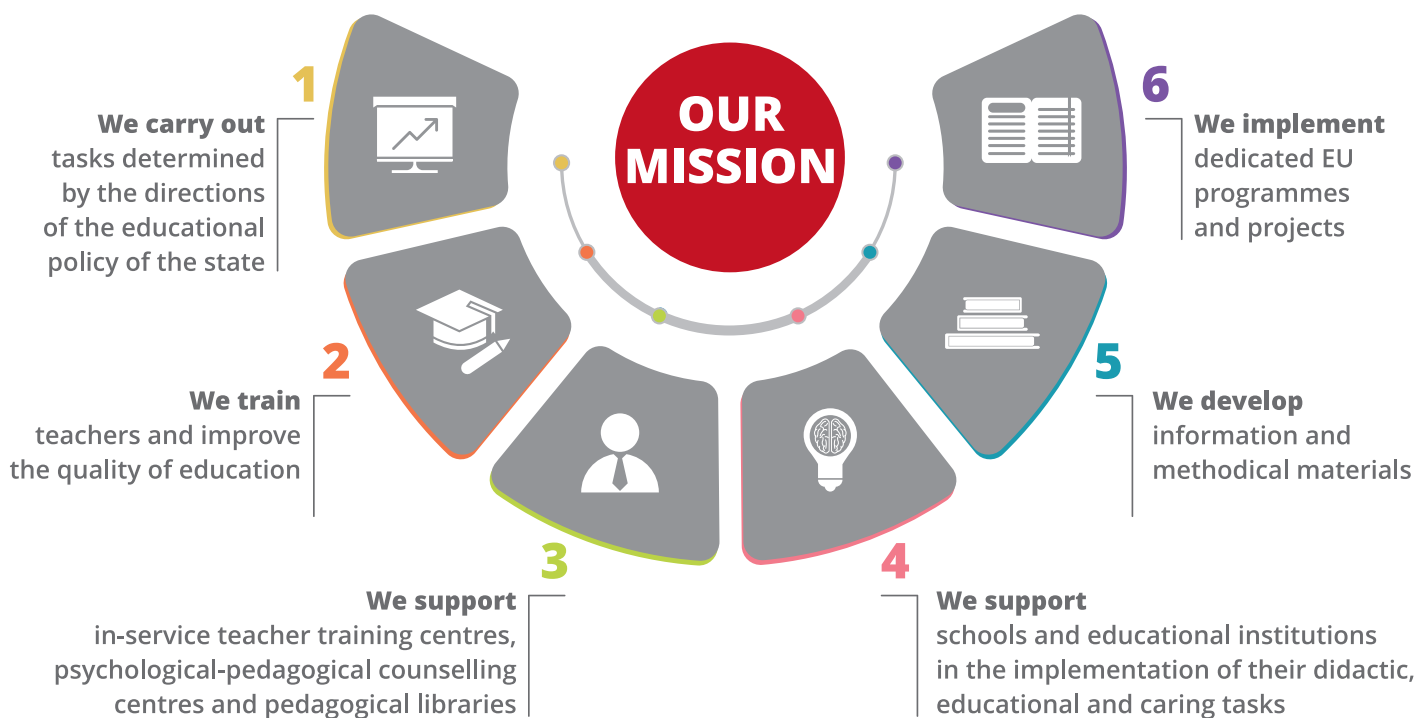 OUR
MISSION
1
We carry out
tasks determined
by the directions
of the educational
policy of the state
2
We train
teachers and improve
the quality of education
3
We support
in-service teacher training centres,
psychological-pedagogical counselling
centres and pedagogical libraries
4
We support
schools and educational institutions
in the implementation of their didactic,
educational and caring tasks
5
We develop
information and
methodical materials
6
We implement
dedicated EU
programmes
and projects